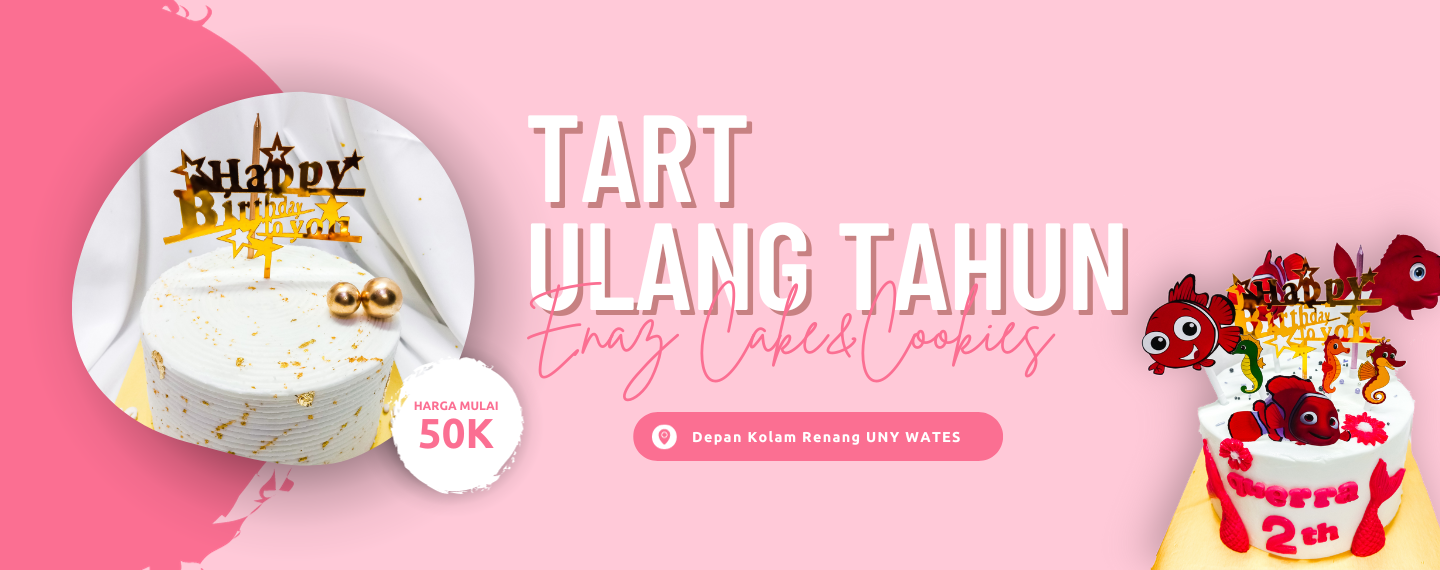 Happy
Birthday
to you
HARGA MULAI
50K
TART
ULANG TAHUN
Enaz Cake&Cookies
Depan Kolam Renang UNY WATES
Happy
Birthday
to you
Querra
2th